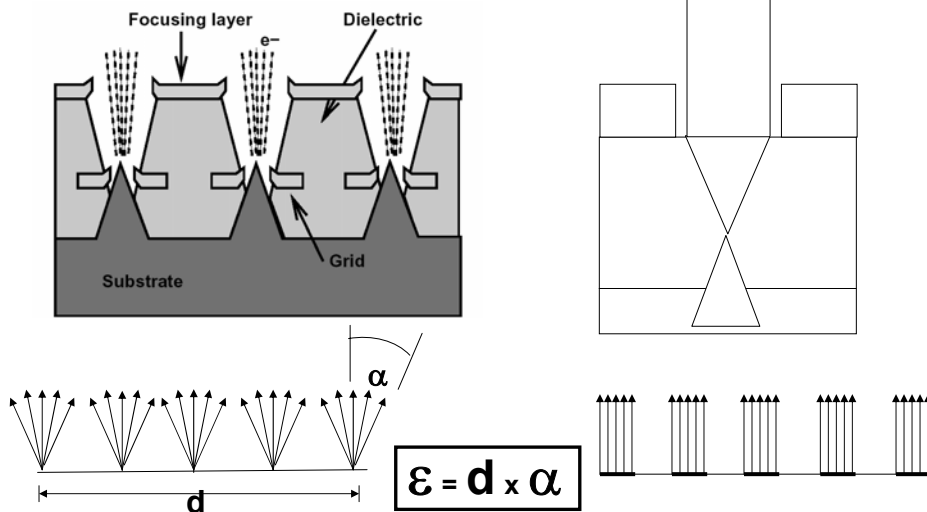 Focusing layer
Dielectric
e–
Grid
Substrate
α
d
ε = d x α